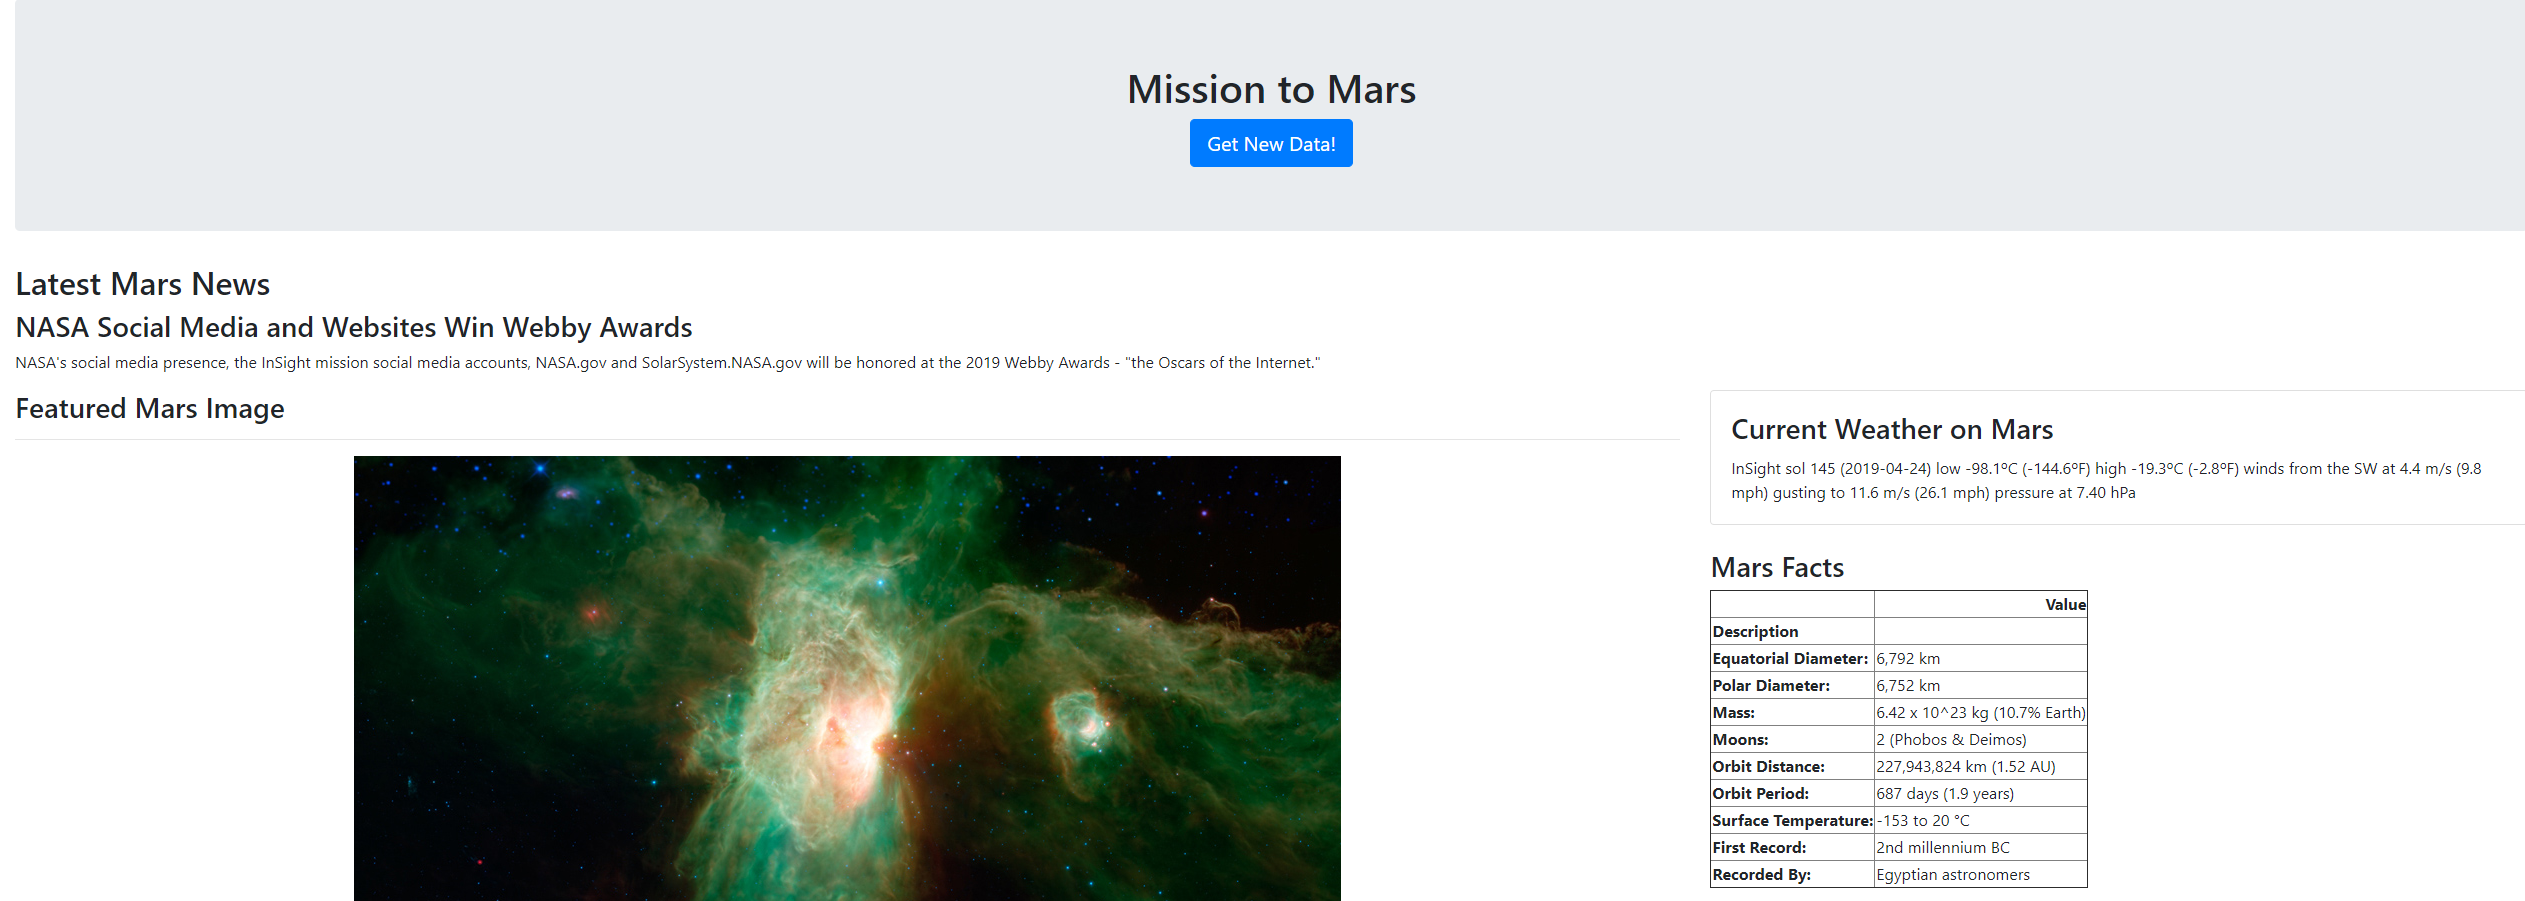 Mission to Mars
Get New Data!
Latest Mars News
NASA Social Media and Websites Win Webby Awards
NASA's social media presence, the InSight mission social media accounts, NASA.gov and SolarSystem.NASA.gov will be honored at the 2019 Webby Awards - "the Oscars of the Internet."
Featured Mars Image
Current Weather on Mars
InSight sol 145 (2019-04-24) low -98.1ºC (-144.6ºF) high -19.3ºC (-2.8ºF) winds from the SW at 4.4 m/s (9.8
mph) gusting to 11.6 m/s (26.1 mph) pressure at 7.40 hPa
Mars Facts
Value
Description
Equatorial Diameter: 6,792 km
Polar Diameter: 6,752 km
Mass: 6.42 x 10^23 kg (10.7% Earth)
Moons: 2 (Phobos & Deimos)
Orbit Distance: 227,943,824 km (1.52 AU)
Orbit Period: 687 days (1.9 years)
Surface Temperature: -153 to 20 °C
First Record: 2nd millennium BC
Recorded By: Egyptian astronomers